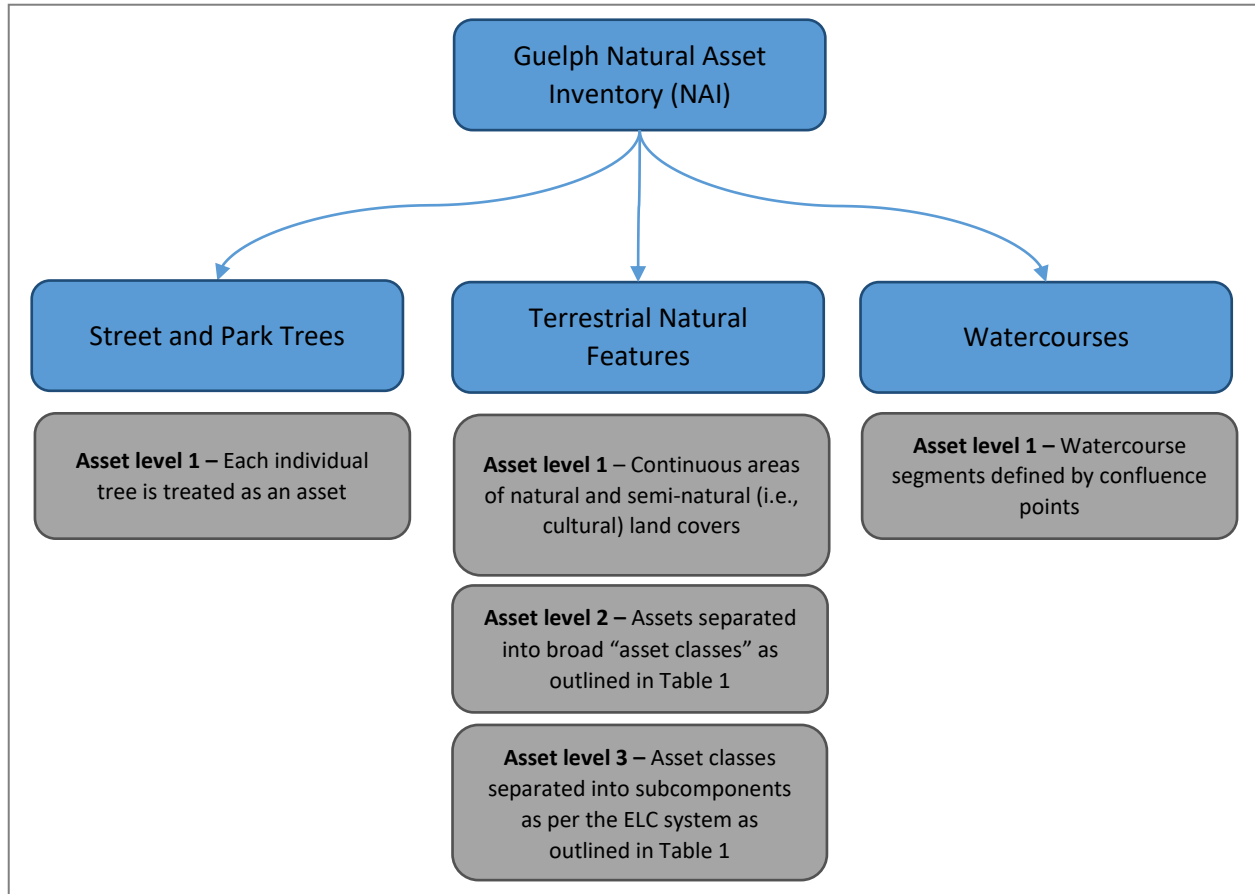 Guelph Natural Asset
Inventory (NAI)
Street and Park Trees
Terrestrial Natural
Features
Watercourses
Asset level 1 – Each individual
tree is treated as an asset
Asset level 1 – Continuous areas
of natural and semi-natural (i.e.,
cultural) land covers
Asset level 1 – Watercourse
segments defined by confluence
points
Asset level 2 – Assets separated
into broad “asset classes” as
outlined in Table 1
Asset level 3 – Asset classes
separated into subcomponents
as per the ELC system as
outlined in Table 1